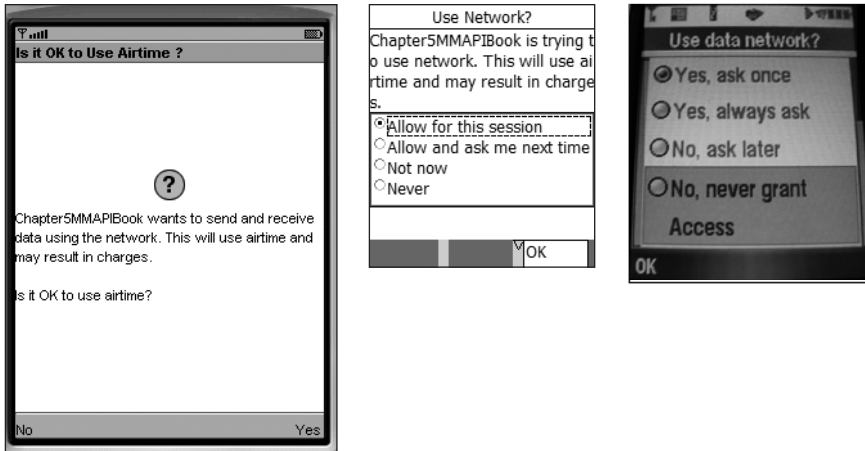 Is it OK to Use Airtime ?
Chapter5MMAPIBook wants to send and receive
data using the network. This will use airtime and
may result in charges.
Is it OK to use airtime?
No Yes
Use Network?
Chapter5MMAPIBook is trying t
o use network. This will use ai
rtime and may result in charge
s.
Allow for this session
Allow and ask me next time
Not now
Never
OK
Use data network?
Yes, ask once
Yes, always ask
No, ask later
No, never grant
Access
OK